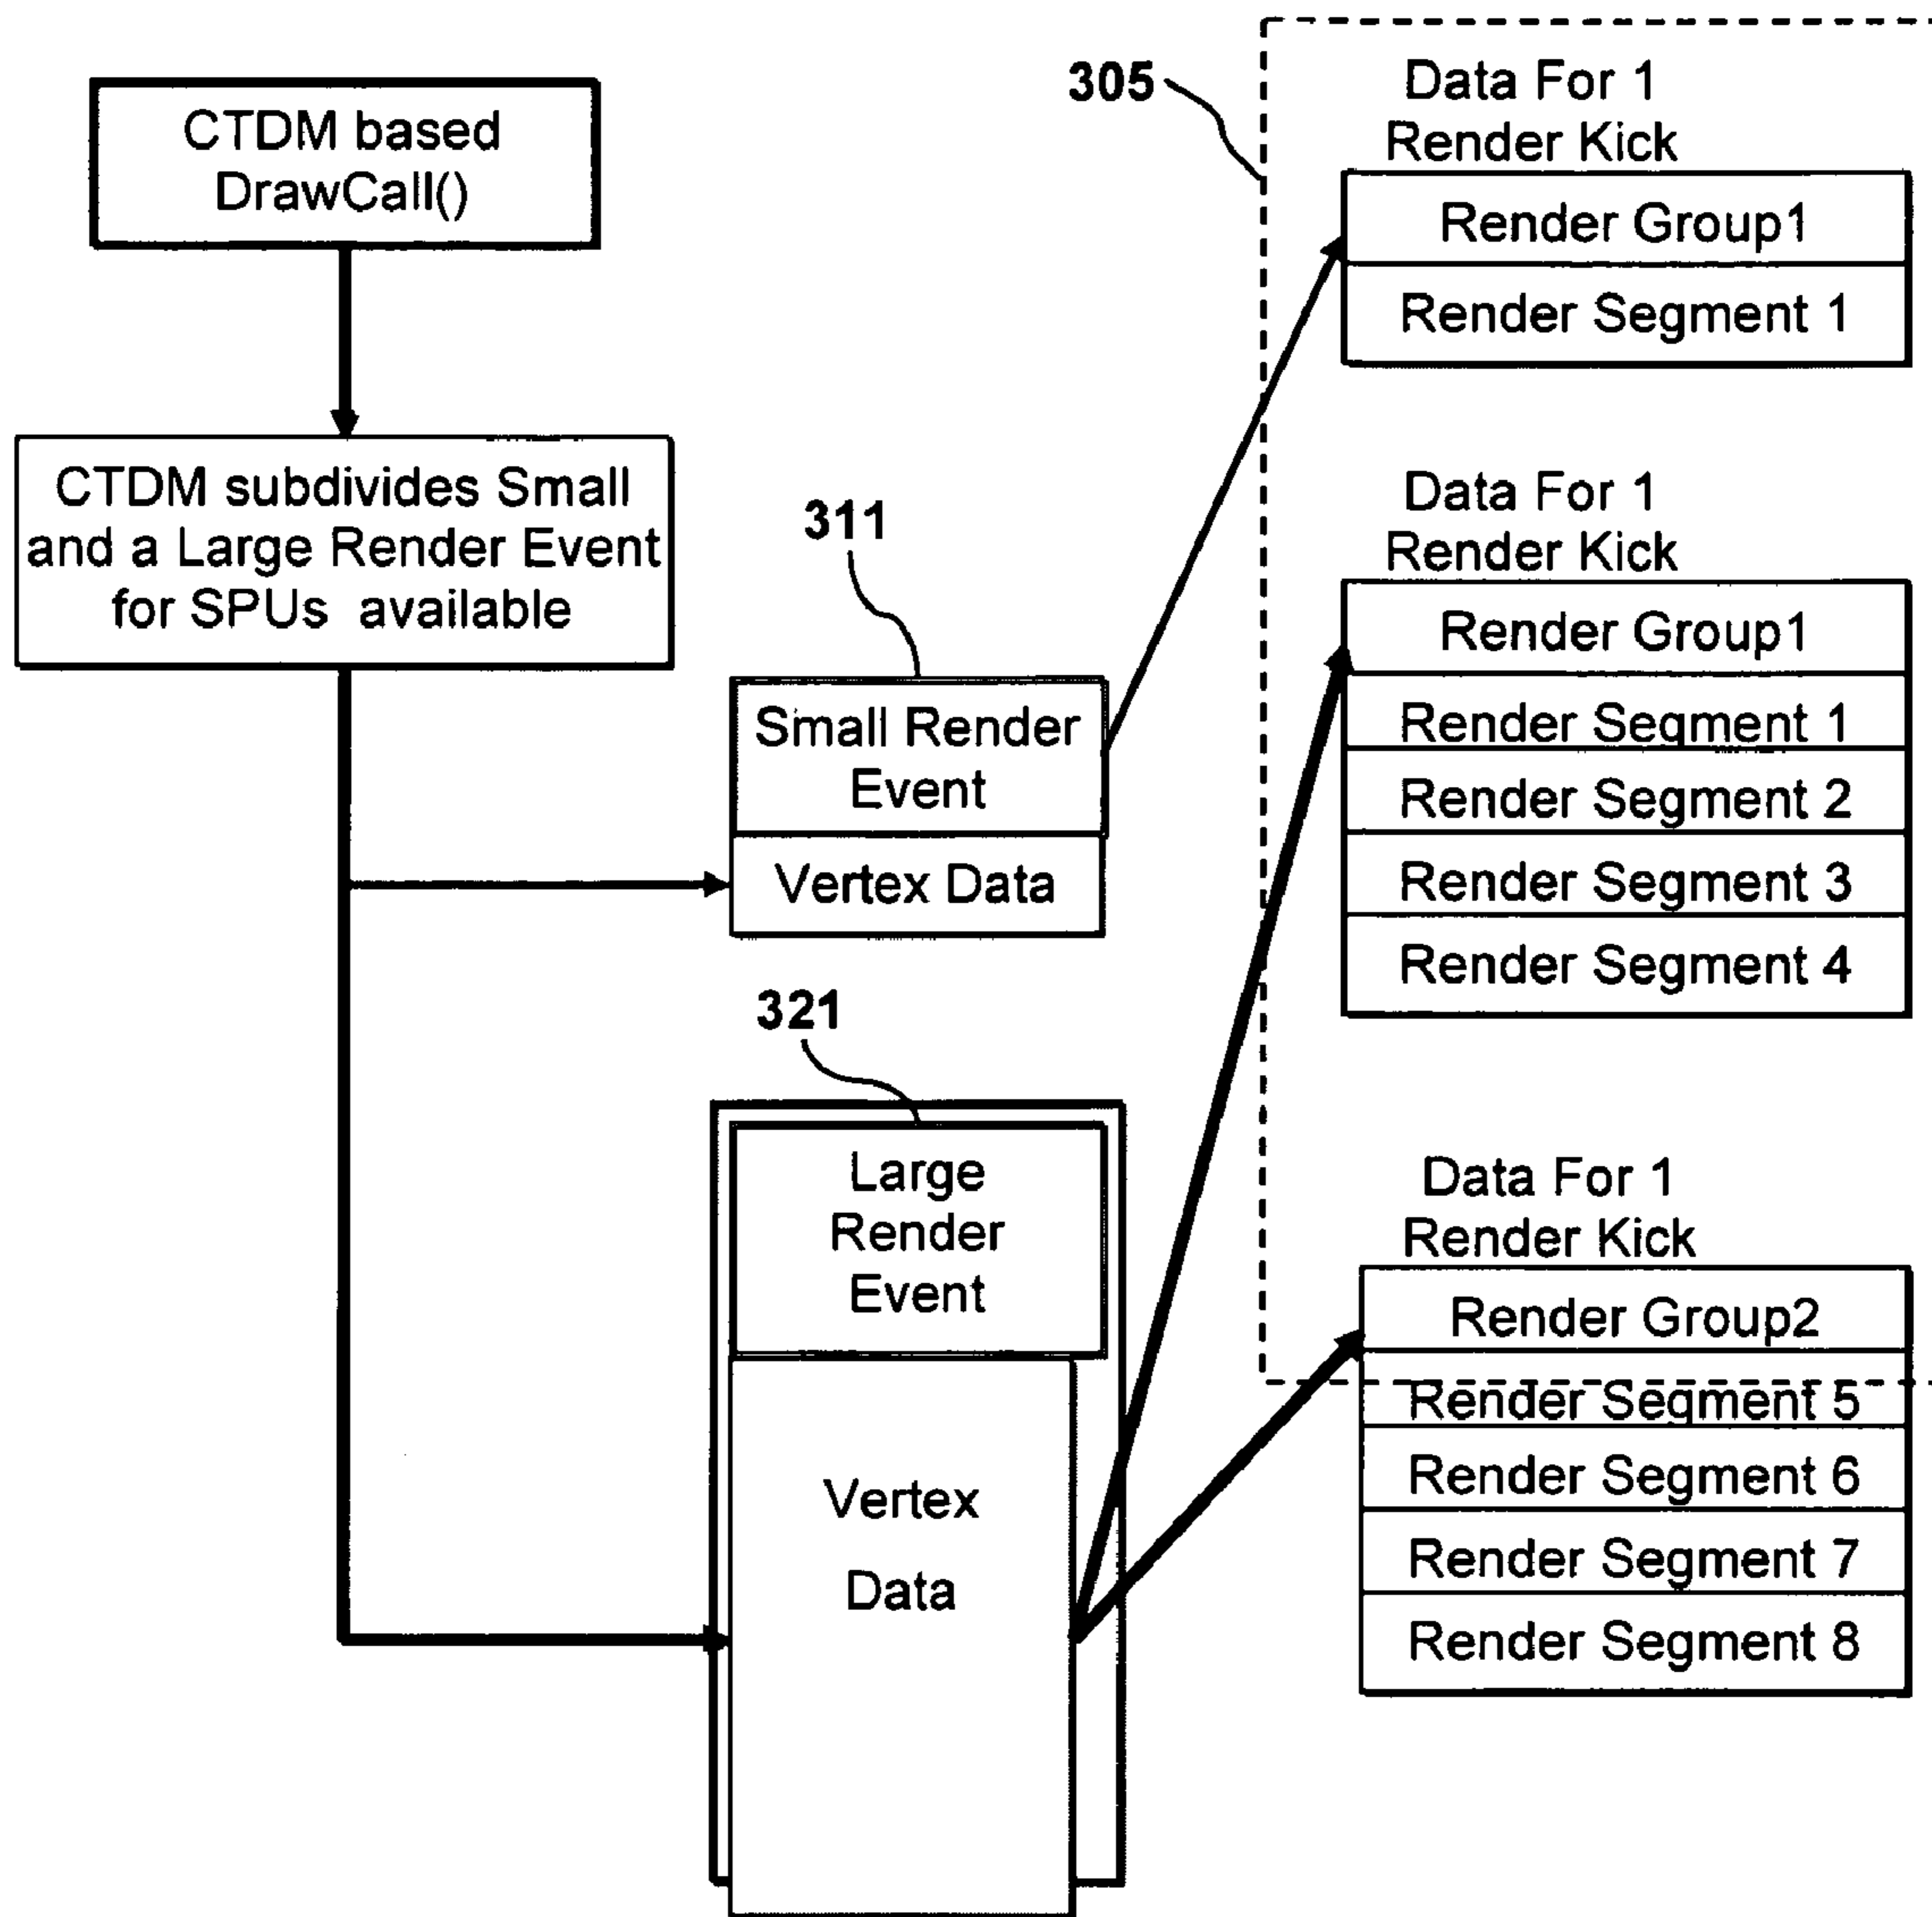 CTDM based
DrawCall()
CTDM subdivides Small
and a Large Render Event
for SPUs available
311
Small Render
Event
Vertex Data
321
Large
Render
Event
Vertex
Data
305
Data For 1
Render Kick
Render Group1
Render Segment 1
Data For 1
Render Kick
Render Group1
Render Segment 1
Render Segment 2
Render Segment 3
Render Segment 4
Data For 1
Render Kick
Render Group2
Render Segment 5
Render Segment 6
Render Segment 7
Render Segment 8